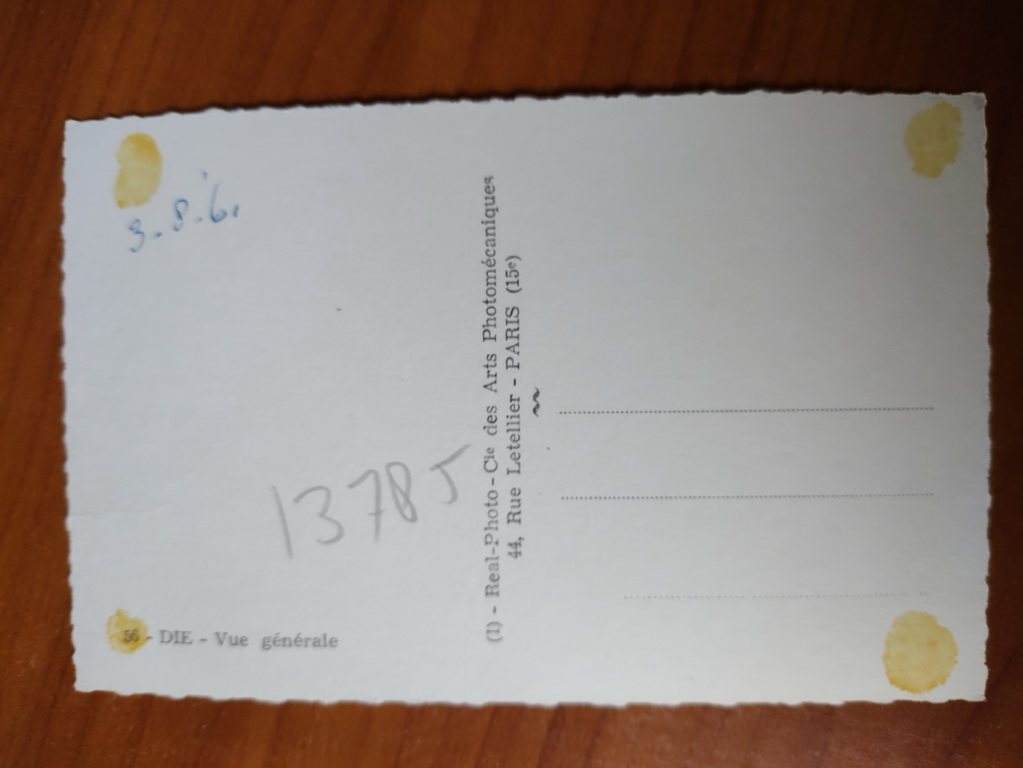 3.8.6.
13785
56 - DIE - Vue générale
(1) - Real-Photo - Cie des Arts Photomécaniques
44, Rue Letellier - PARIS (15e)